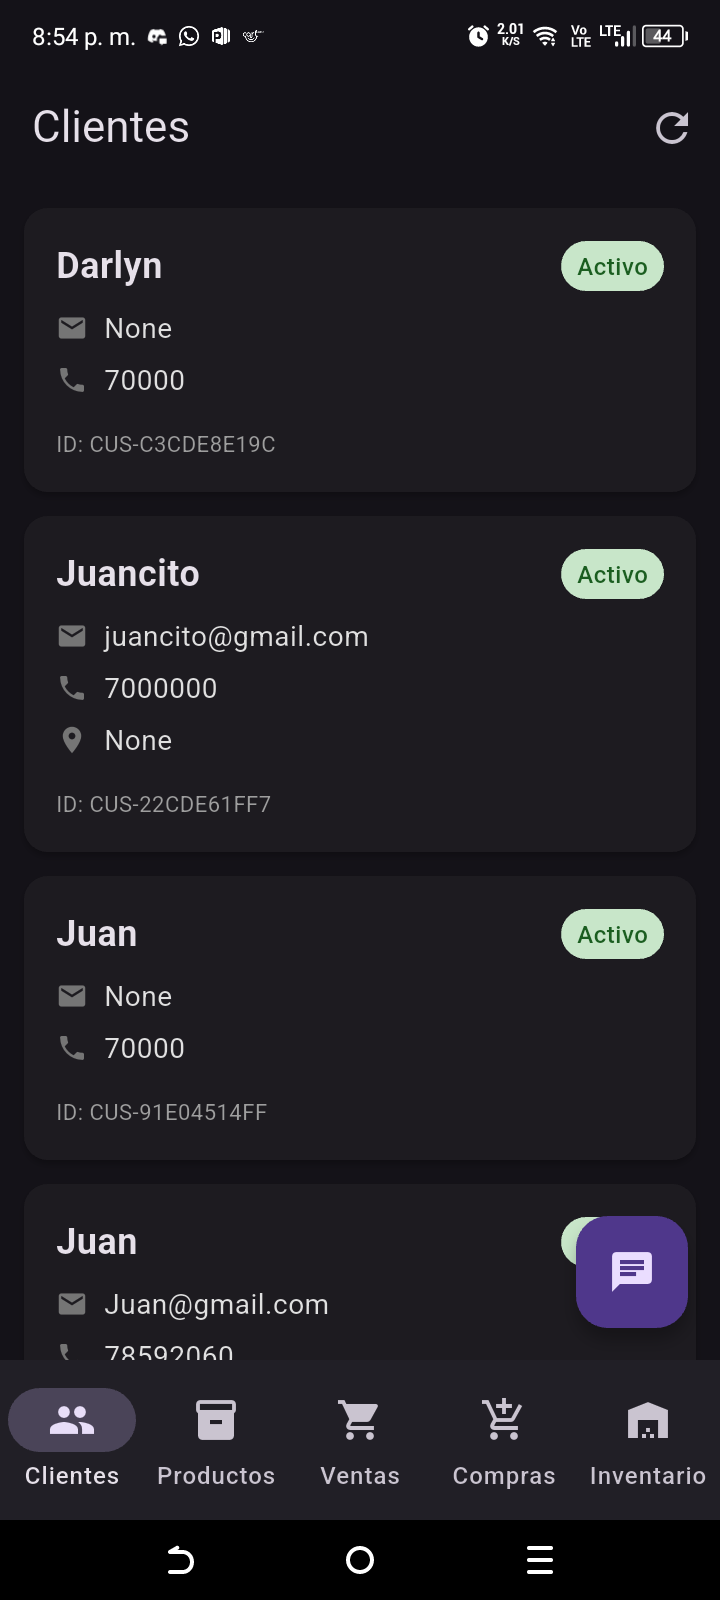 8:54 p. m. 2.01 K/S Vo LTE LTE 44
Clientes
Darlyn Activo
None
70000
ID: CUS-C3CDE8E19C
Juancito Activo
juancito@gmail.com
7000000
None
ID: CUS-22CDE61FF7
Juan Activo
None
70000
ID: CUS-91E04514FF
Juan
Juan@gmail.com
78592060
Clientes Productos Ventas Compras Inventario